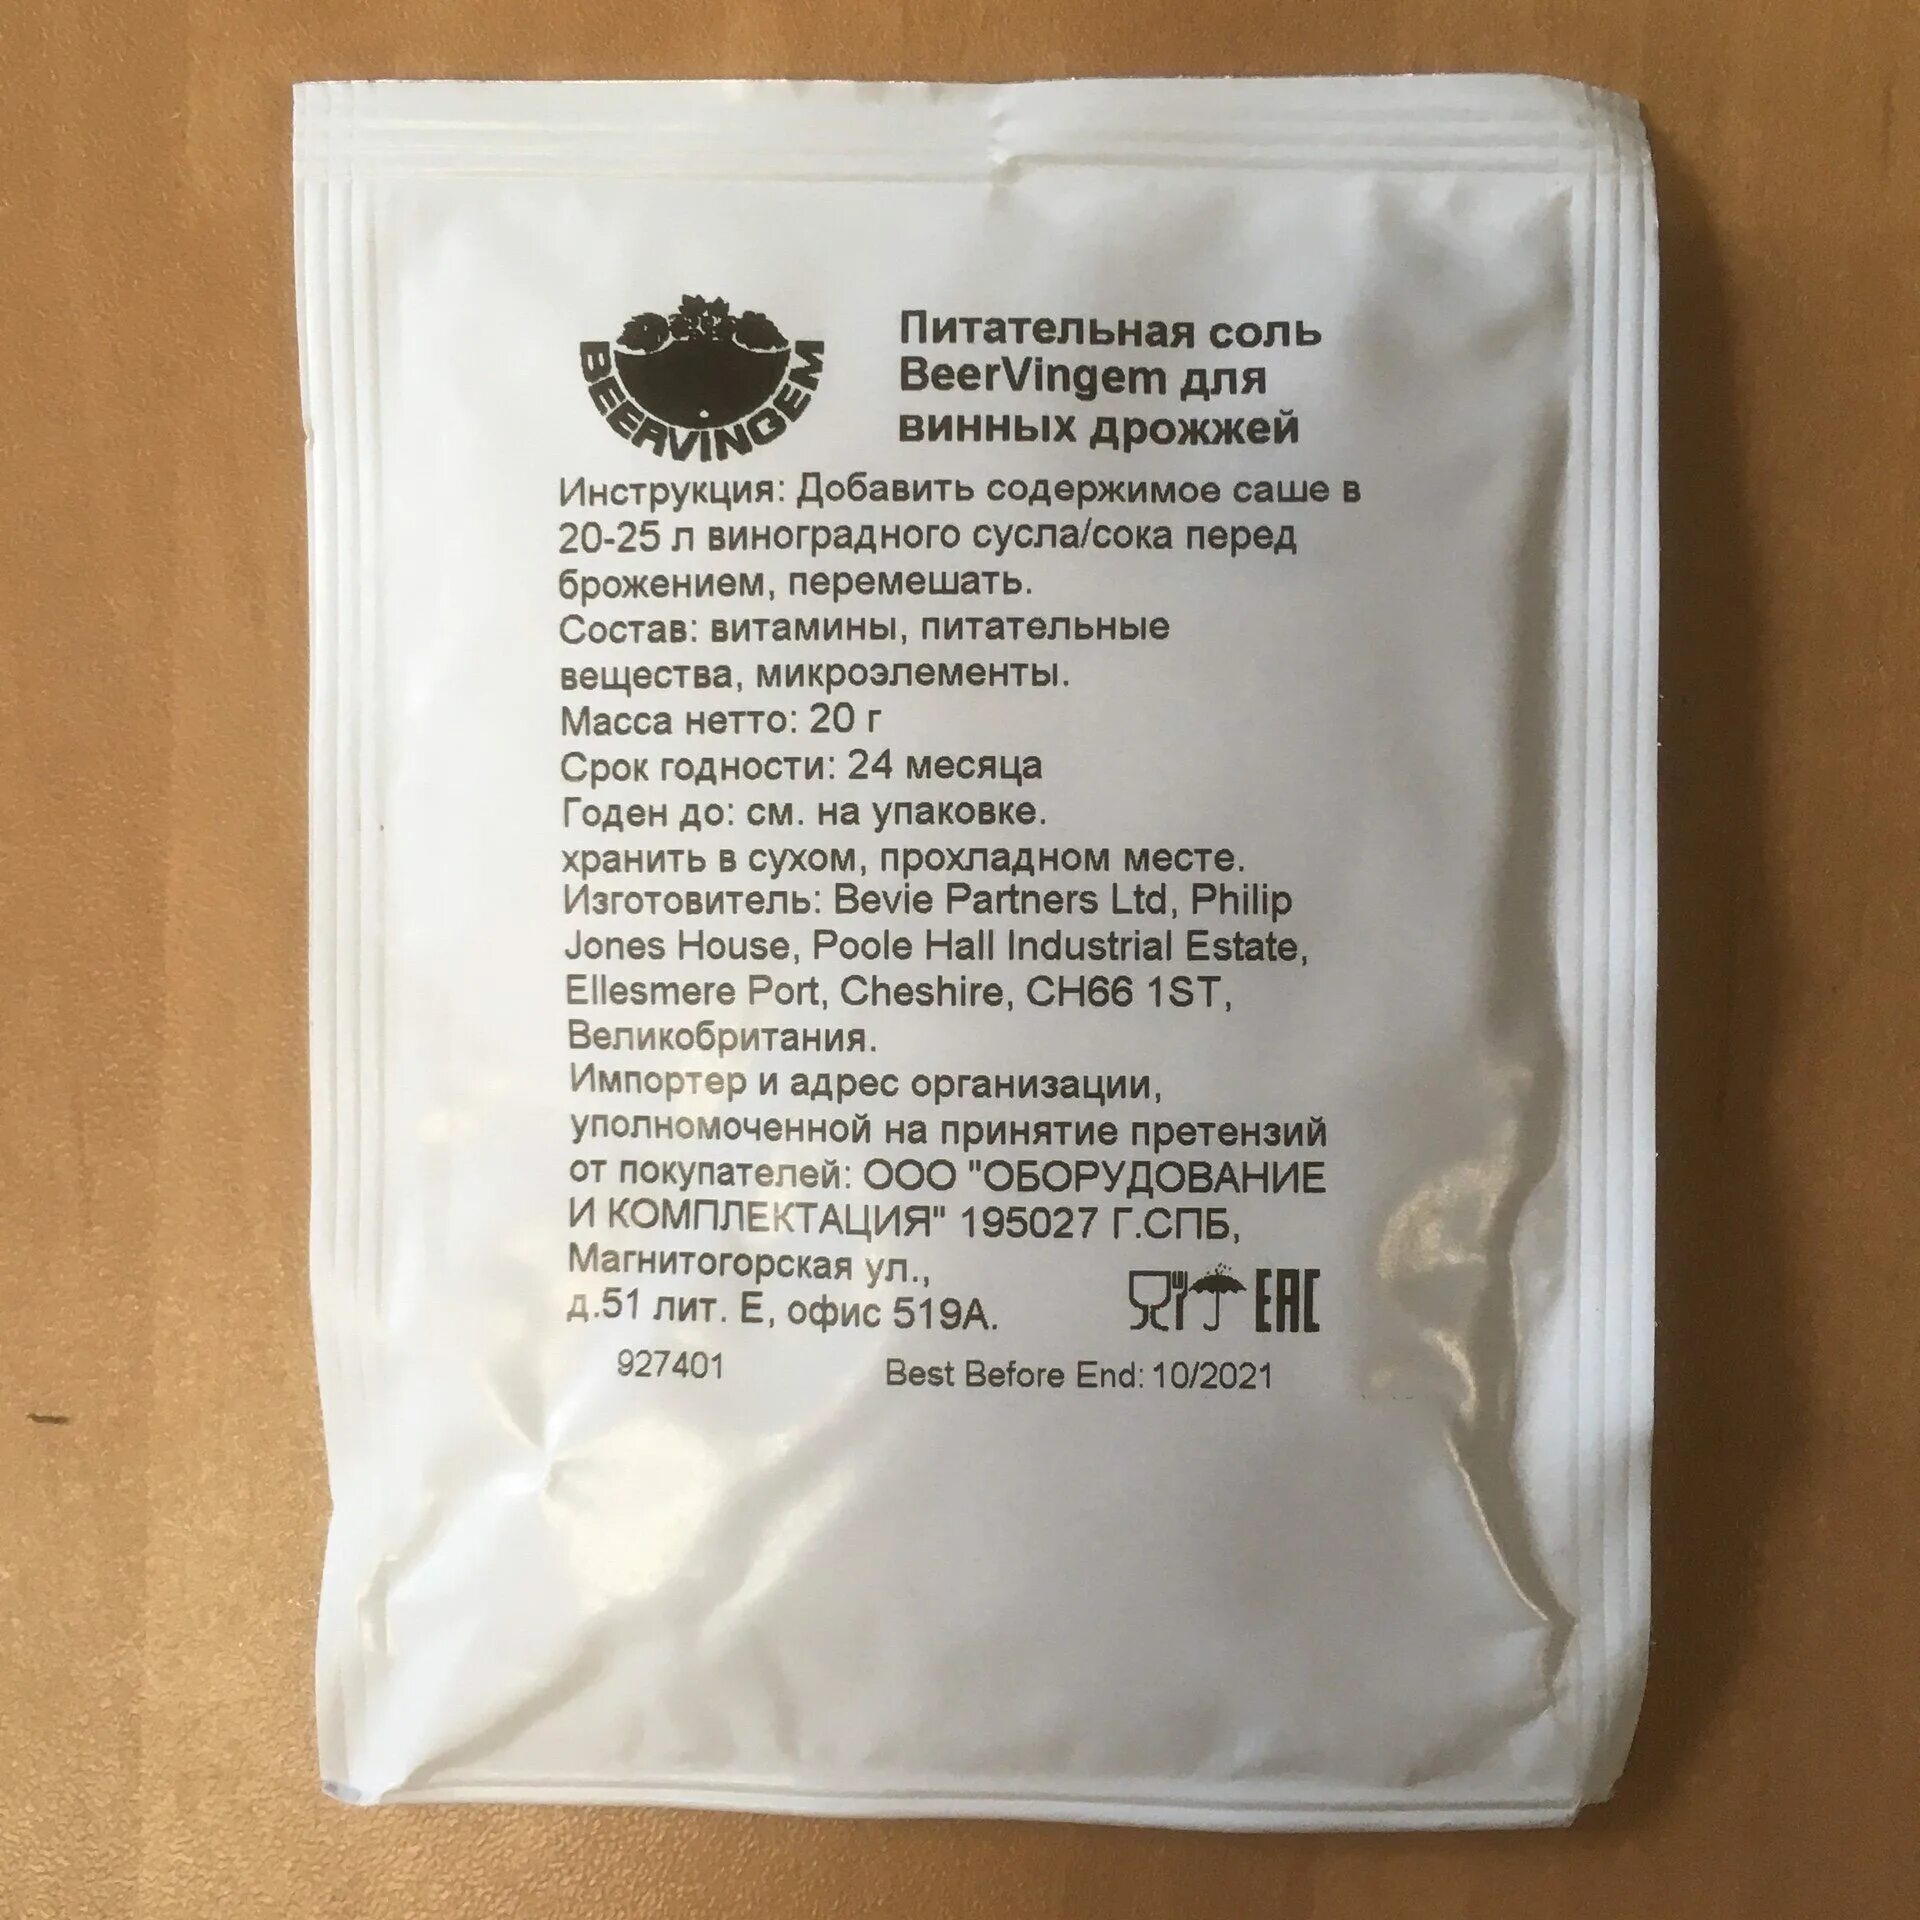 BEERVINGEM
Питательная соль
BeerVingem для
винных дрожжей
Инструкция: Добавить содержимое саше в
20-25 л виноградного сусла/сока перед
брожением, перемешать.
Состав: витамины, питательные
вещества, микроэлементы.
Масса нетто: 20 г
Срок годности: 24 месяца
Годен до: см. на упаковке.
хранить в сухом, прохладном месте.
Изготовитель: Bevie Partners Ltd, Philip
Jones House, Poole Hall Industrial Estate,
Ellesmere Port, Cheshire, CH66 1ST,
Великобритания.
Импортер и адрес организации,
уполномоченной на принятие претензий
от покупателей: ООО "ОБОРУДОВАНИЕ
И КОМПЛЕКТАЦИЯ" 195027 Г.СПБ,
Магнитогорская ул.,
д.51 лит. Е, офис 519А.
EAC
927401
Best Before End: 10/2021